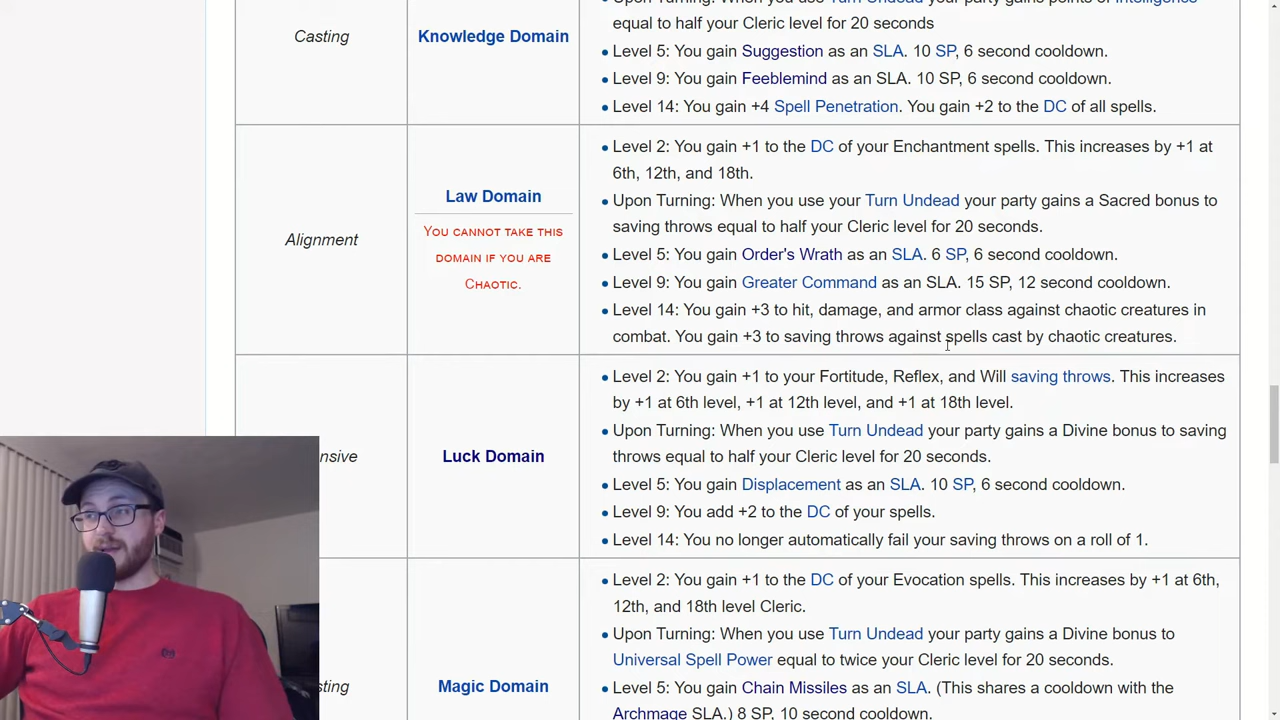 Upon Turning: When you use Turn Undead your party gains points of Intelligence
equal to half your Cleric level for 20 seconds
Casting
Knowledge Domain
Level 5: You gain Suggestion as an SLA. 10 SP, 6 second cooldown.
Level 9: You gain Feeblemind as an SLA. 10 SP, 6 second cooldown.
Level 14: You gain +4 Spell Penetration. You gain +2 to the DC of all spells.
Alignment
Law Domain
You cannot take this
domain if you are
Chaotic.
Level 2: You gain +1 to the DC of your Enchantment spells. This increases by +1 at
6th, 12th, and 18th.
Upon Turning: When you use your Turn Undead your party gains a Sacred bonus to
saving throws equal to half your Cleric level for 20 seconds.
Level 5: You gain Order's Wrath as an SLA. 6 SP, 6 second cooldown.
Level 9: You gain Greater Command as an SLA. 15 SP, 12 second cooldown.
Level 14: You gain +3 to hit, damage, and armor class against chaotic creatures in
combat. You gain +3 to saving throws against spells cast by chaotic creatures.
nsive
Luck Domain
Level 2: You gain +1 to your Fortitude, Reflex, and Will saving throws. This increases
by +1 at 6th level, +1 at 12th level, and +1 at 18th level.
Upon Turning: When you use Turn Undead your party gains a Divine bonus to saving
throws equal to half your Cleric level for 20 seconds.
Level 5: You gain Displacement as an SLA. 10 SP, 6 second cooldown.
Level 9: You add +2 to the DC of your spells.
Level 14: You no longer automatically fail your saving throws on a roll of 1.
sting
Magic Domain
Level 2: You gain +1 to the DC of your Evocation spells. This increases by +1 at 6th,
12th, and 18th level Cleric.
Upon Turning: When you use Turn Undead your party gains a Divine bonus to
Universal Spell Power equal to twice your Cleric level for 20 seconds.
Level 5: You gain Chain Missiles as an SLA. (This shares a cooldown with the
Archmage SLA.) 8 SP, 10 second cooldown.